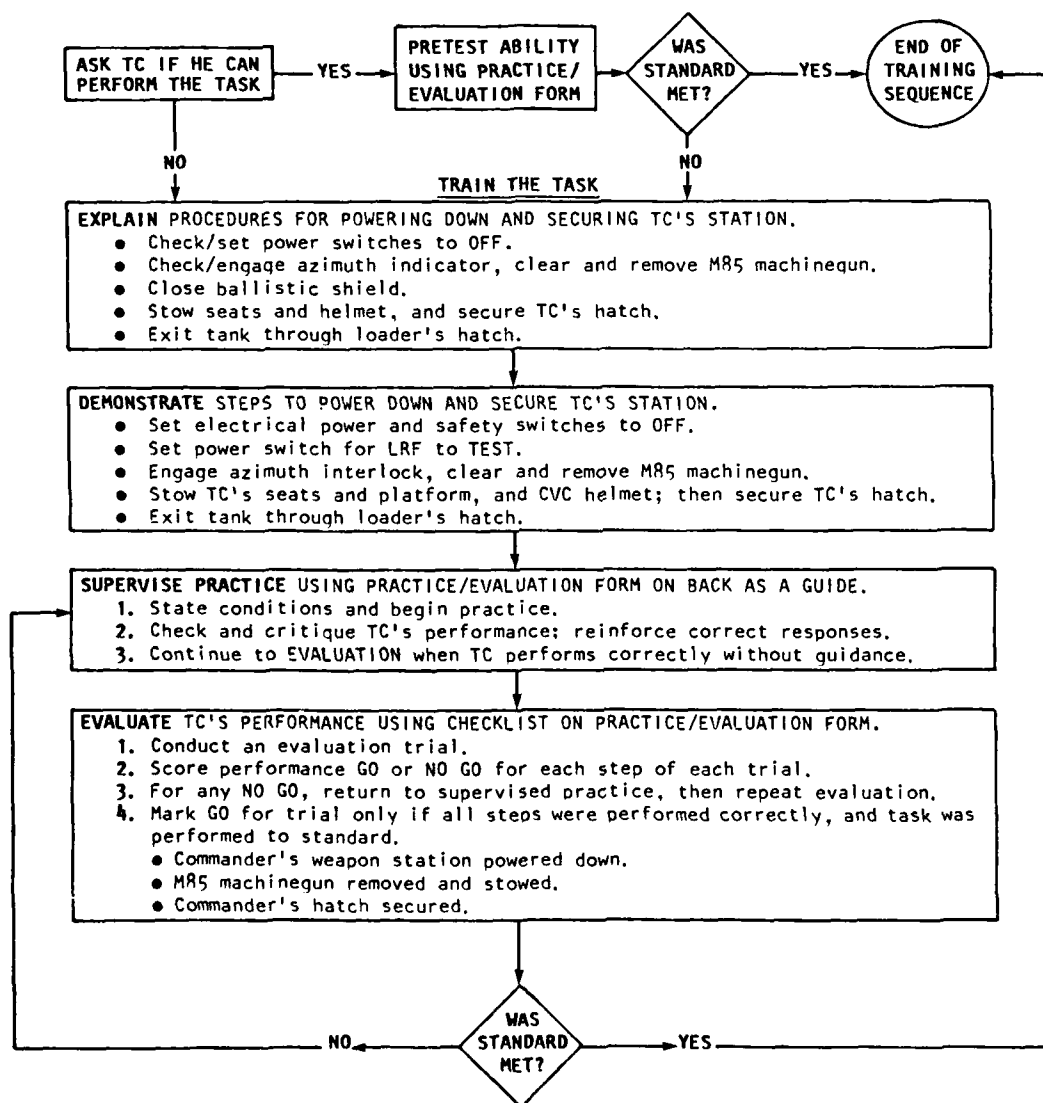 ASK TC IF HE CAN
PERFORM THE TASK
YES
PRETEST ABILITY
USING PRACTICE/
EVALUATION FORM
WAS
STANDARD
MET?
YES
END OF
TRAINING
SEQUENCE
NO
NO
TRAIN THE TASK
EXPLAIN PROCEDURES FOR POWERING DOWN AND SECURING TC'S STATION.
● Check/set power switches to OFF.
● Check/engage azimuth indicator, clear and remove M85 machinegun.
● Close ballistic shield.
● Stow seats and helmet, and secure TC's hatch.
● Exit tank through loader's hatch.
DEMONSTRATE STEPS TO POWER DOWN AND SECURE TC'S STATION.
● Set electrical power and safety switches to OFF.
● Set power switch for LRF to TEST.
● Engage azimuth interlock, clear and remove M85 machinegun.
● Stow TC's seats and platform, and CVC helmet; then secure TC's hatch.
● Exit tank through loader's hatch.
SUPERVISE PRACTICE USING PRACTICE/EVALUATION FORM ON BACK AS A GUIDE.
1. State conditions and begin practice.
2. Check and critique TC's performance; reinforce correct responses.
3. Continue to EVALUATION when TC performs correctly without guidance.
EVALUATE TC'S PERFORMANCE USING CHECKLIST ON PRACTICE/EVALUATION FORM.
1. Conduct an evaluation trial.
2. Score performance GO or NO GO for each step of each trial.
3. For any NO GO, return to supervised practice, then repeat evaluation.
4. Mark GO for trial only if all steps were performed correctly, and task was
performed to standard.
● Commander's weapon station powered down.
● M85 machinegun removed and stowed.
● Commander's hatch secured.
WAS
STANDARD
MET?
NO
YES